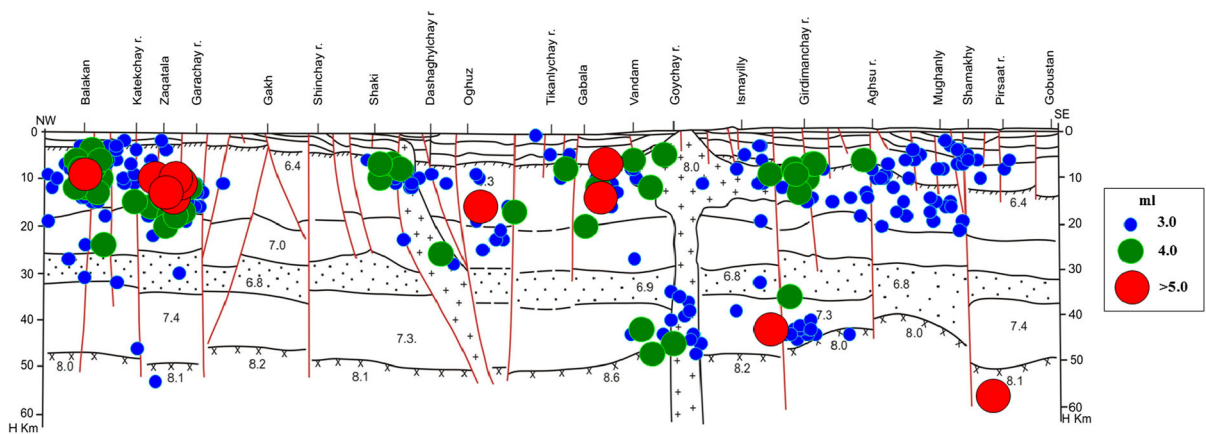 Balakan
Katekchay r.
Zaqatala
Garachay r.
Gakh
Shinchay r.
Shaki
Dashaghylchay r
Oghuz
Tikanlychay r.
Gabala
Vandam
Goychay r.
Ismayilly
Girdimanchay r.
Aghsu r.
Mughanly
Shamakhy
Pirsaat r.
Gobustan
NW
SE
0
10
20
30
40
50
60
H Km
0
10
20
30
40
50
60
H Km
6.4
.3
8.0
6.4
7.0
6.8
6.9
6.8
6.8
7.4
7.3.
7.3
8.0
7.4
8.0
8.1
8.2
8.1
8.6
8.2
8.0
8.1
ml
3.0
4.0
>5.0